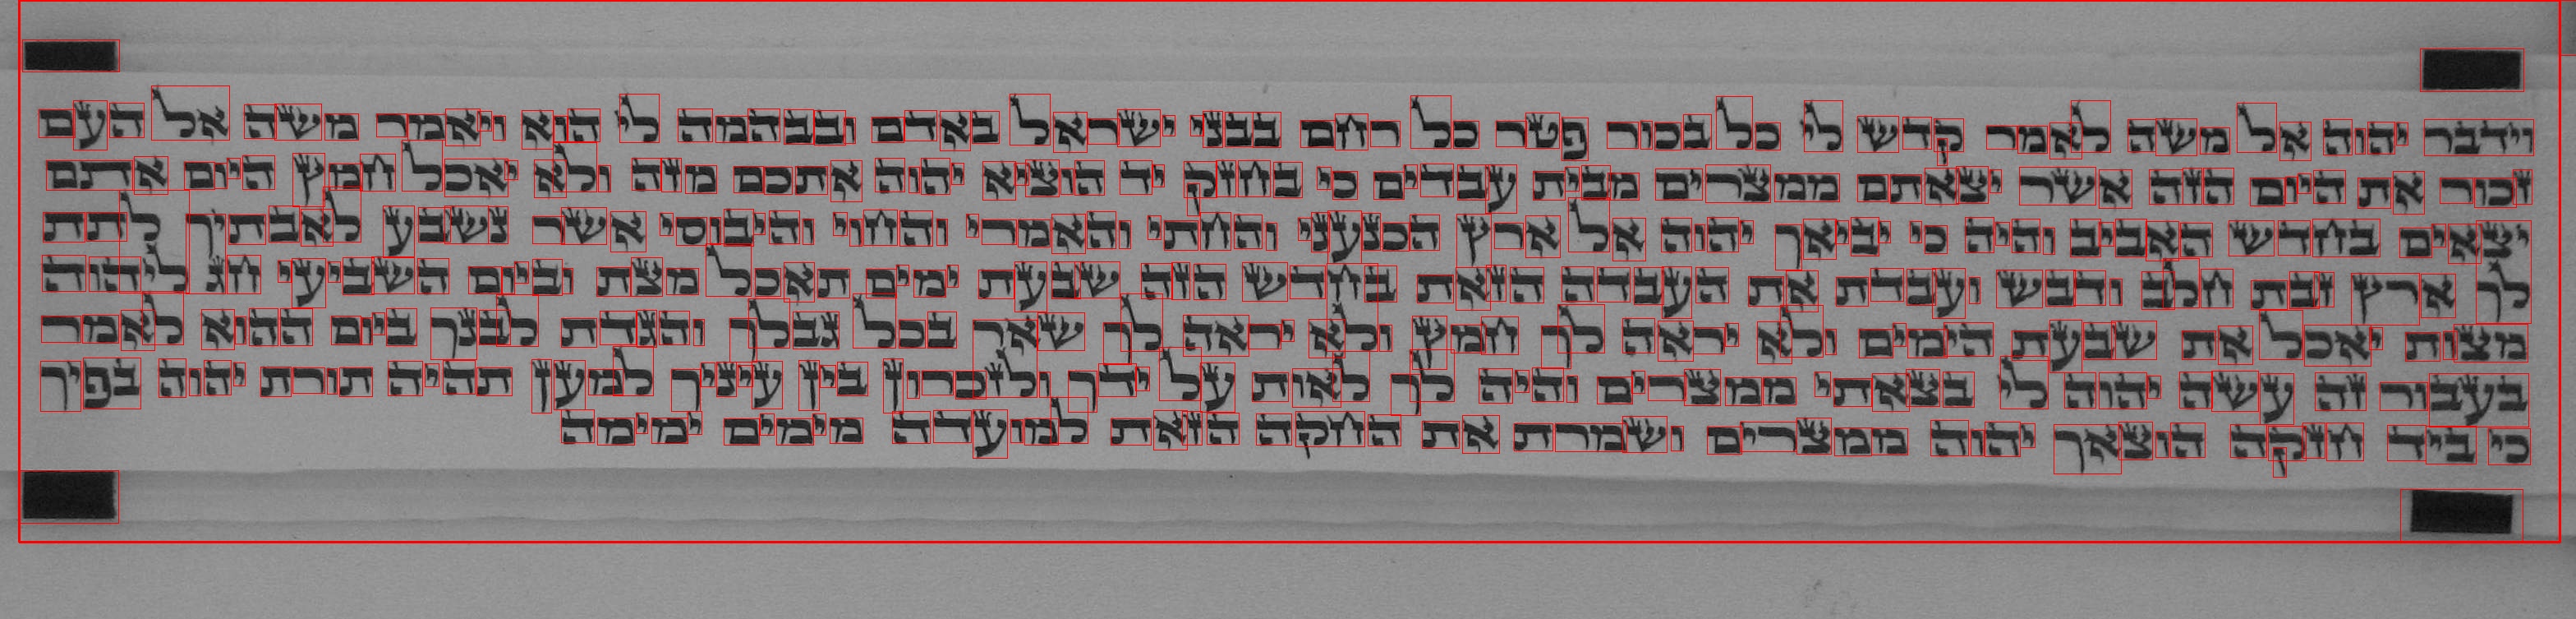 וידבר יהוה אל משה לאמר קדש לי כל בכור פטר כל רחם בבני ישראל באדם ובבהמה לי הוא ויאמר משה אל העם
זכור את היום הזה אשר יצאתם ממצרים מבית עבדים כי בחזק יד הוציא יהוה אתכם מזה ולא יאכל חמץ היום אתם
יצאים בחדש האביב והיה כי יביאך יהוה אל ארץ הכנעני והחתי והאמרי והחוי והיבוסי אשר נשבע לאבתיך לתת
לך ארץ זבת חלב ודבש ועבדת את העבדה הזאת בחדש הזה שבעת ימים תאכל מצת וביום השביעי חג ליהוה
מצות יאכל את שבעת הימים ולא יראה לך חמץ ולא יראה לך שאר בכל גבלך והגדת לבנך ביום ההוא לאמר
בעבור זה עשה יהוה לי בצאתי ממצרים והיה לך לאות על ידך ולזכרון בין עיניך למען תהיה תורת יהוה בפיך
כי ביד חזקה הוצאך יהוה ממצרים ושמרת את החקה הזאת למועדה מימים ימימה